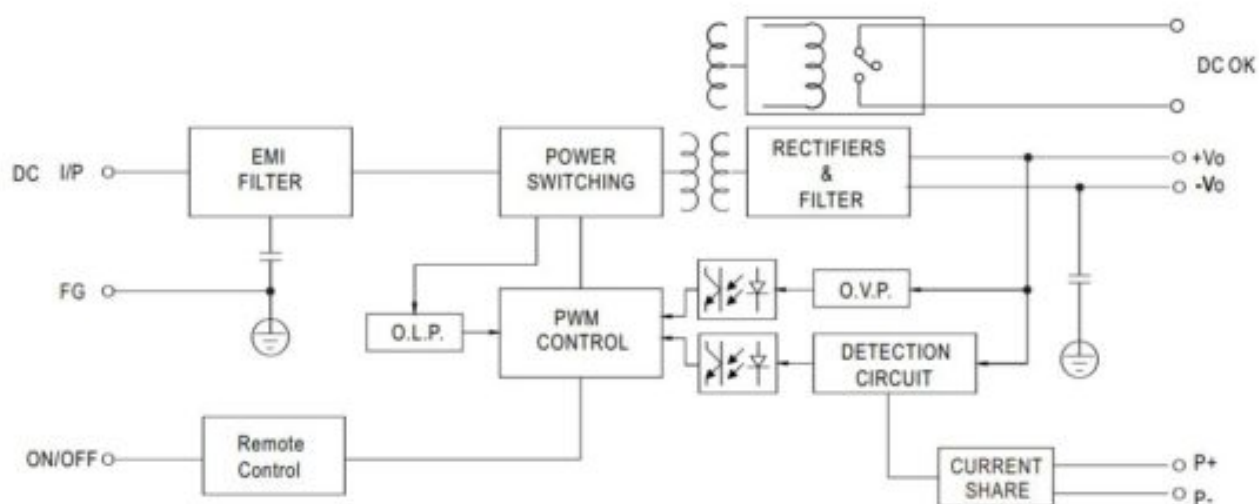 DC OK
EMI
FILTER
POWER
SWITCHING
RECTIFIERS
&
FILTER
DC I/P
+Vo
-Vo
FG
O.L.P.
PWM
CONTROL
O.V.P.
DETECTION
CIRCUIT
ON/OFF
Remote
Control
CURRENT
SHARE
P+
P-